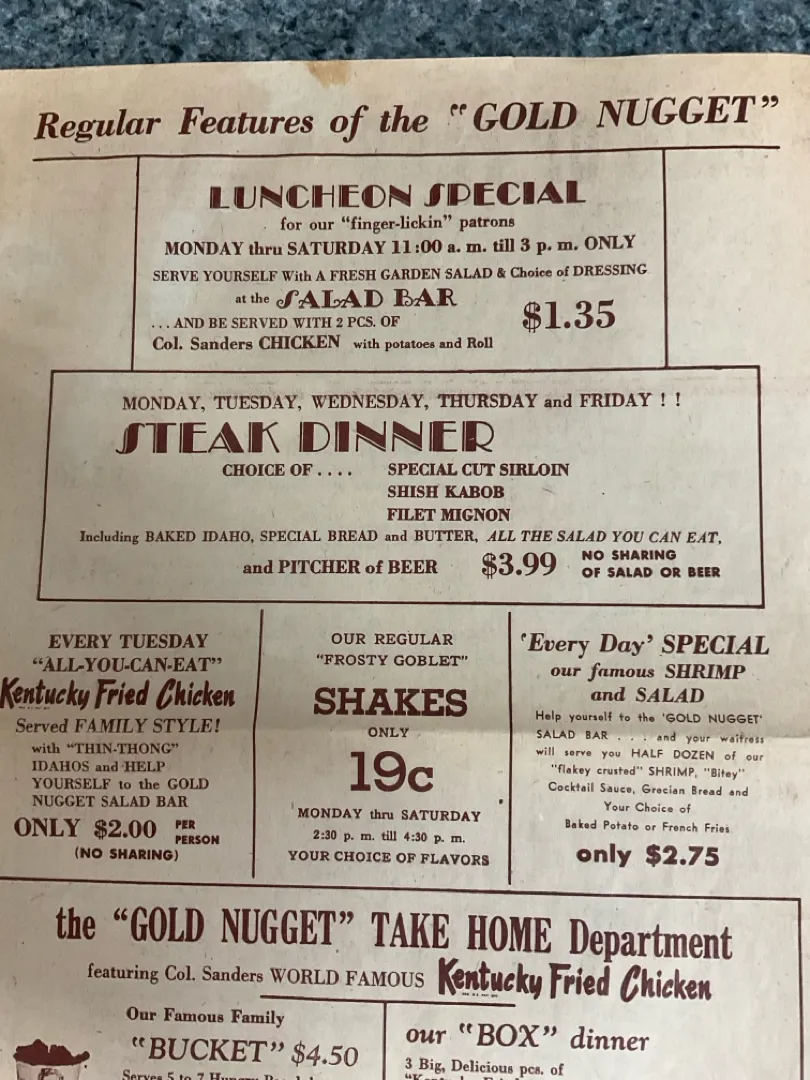 Regular Features of the "GOLD NUGGET"
LUNCHEON SPECIAL
for our "finger-lickin" patrons
MONDAY thru SATURDAY 11:00 a. m. till 3 p. m. ONLY
SERVE YOURSELF With A FRESH GARDEN SALAD & Choice of DRESSING
at the SALAD BAR
$1.35
. . . AND BE SERVED WITH 2 PCS. OF
Col. Sanders CHICKEN with potatoes and Roll
MONDAY, TUESDAY, WEDNESDAY, THURSDAY and FRIDAY ! !
STEAK DINNER
CHOICE OF . . . . SPECIAL CUT SIRLOIN
SHISH KABOB
FILET MIGNON
Including BAKED IDAHO, SPECIAL BREAD and BUTTER, ALL THE SALAD YOU CAN EAT,
and PITCHER of BEER $3.99
NO SHARING
OF SALAD OR BEER
EVERY TUESDAY
"ALL-YOU-CAN-EAT"
Kentucky Fried Chicken
Served FAMILY STYLE!
with "THIN-THONG"
IDAHOS and HELP
YOURSELF to the GOLD
NUGGET SALAD BAR
ONLY $2.00 PER
PERSON
(NO SHARING)
OUR REGULAR
"FROSTY GOBLET"
SHAKES
ONLY
19c
MONDAY thru SATURDAY
2:30 p. m. till 4:30 p. m.
YOUR CHOICE OF FLAVORS
'Every Day' SPECIAL
our famous SHRIMP
and SALAD
Help yourself to the 'GOLD NUGGET'
SALAD BAR . . . and your waitress
will serve you HALF DOZEN of our
"flakey crusted" SHRIMP, "Bitey"
Cocktail Sauce, Grecian Bread and
Your Choice of
Baked Potato or French Fries
only $2.75
the "GOLD NUGGET" TAKE HOME Department
featuring Col. Sanders WORLD FAMOUS Kentucky Fried Chicken
Our Famous Family
"BUCKET" $4.50
Serves 5 to 7 Hungry
our "BOX" dinner
3 Big, Delicious pcs. of